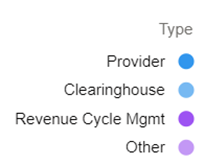 Type
Provider
Clearinghouse
Revenue Cycle Mgmt
Other